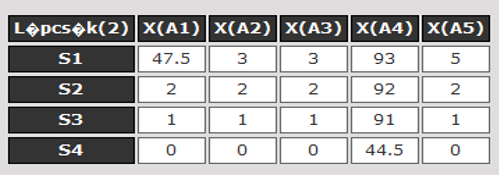 L�pcs�k(2) X(A1) X(A2) X(A3) X(A4) X(A5)
S1 47.5 3 3 93 5
S2 2 2 2 92 2
S3 1 1 1 91 1
S4 0 0 0 44.5 0